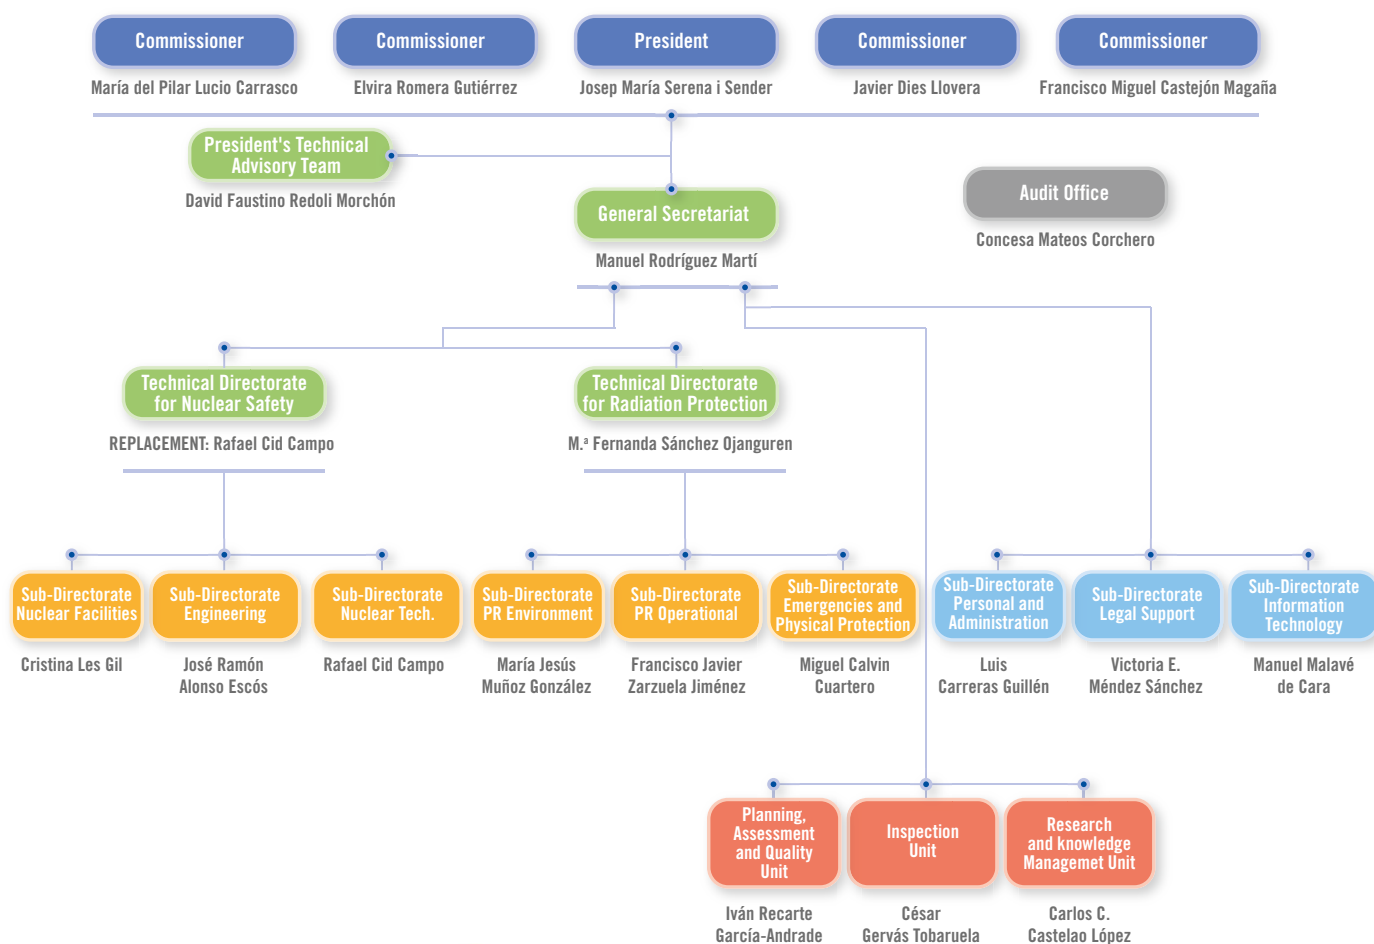 Commissioner
María del Pilar Lucio Carrasco
Commissioner
Elvira Romera Gutiérrez
President
Josep María Serena i Sender
Commissioner
Javier Dies Llovera
Commissioner
Francisco Miguel Castejón Magaña
President's Technical
Advisory Team
David Faustino Redoli Morchón
General Secretariat
Manuel Rodríguez Martí
Audit Office
Concesa Mateos Corchero
Technical Directorate
for Nuclear Safety
REPLACEMENT: Rafael Cid Campo
Technical Directorate
for Radiation Protection
M.ª Fernanda Sánchez Ojanguren
Sub-Directorate
Nuclear Facilities
Cristina Les Gil
Sub-Directorate
Engineering
José Ramón
Alonso Escós
Sub-Directorate
Nuclear Tech.
Rafael Cid Campo
Sub-Directorate
PR Environment
María Jesús
Muñoz González
Sub-Directorate
PR Operational
Francisco Javier
Zarzuela Jiménez
Sub-Directorate
Emergencies and
Physical Protection
Miguel Calvin
Cuartero
Sub-Directorate
Personal and
Administration
Luis
Carreras Guillén
Sub-Directorate
Legal Support
Victoria E.
Méndez Sánchez
Sub-Directorate
Information
Technology
Manuel Malavé
de Cara
Planning,
Assessment
and Quality
Unit
Iván Recarte
García-Andrade
Inspection
Unit
César
Gervás Tobaruela
Research
and knowledge
Managemet Unit
Carlos C.
Castelao López